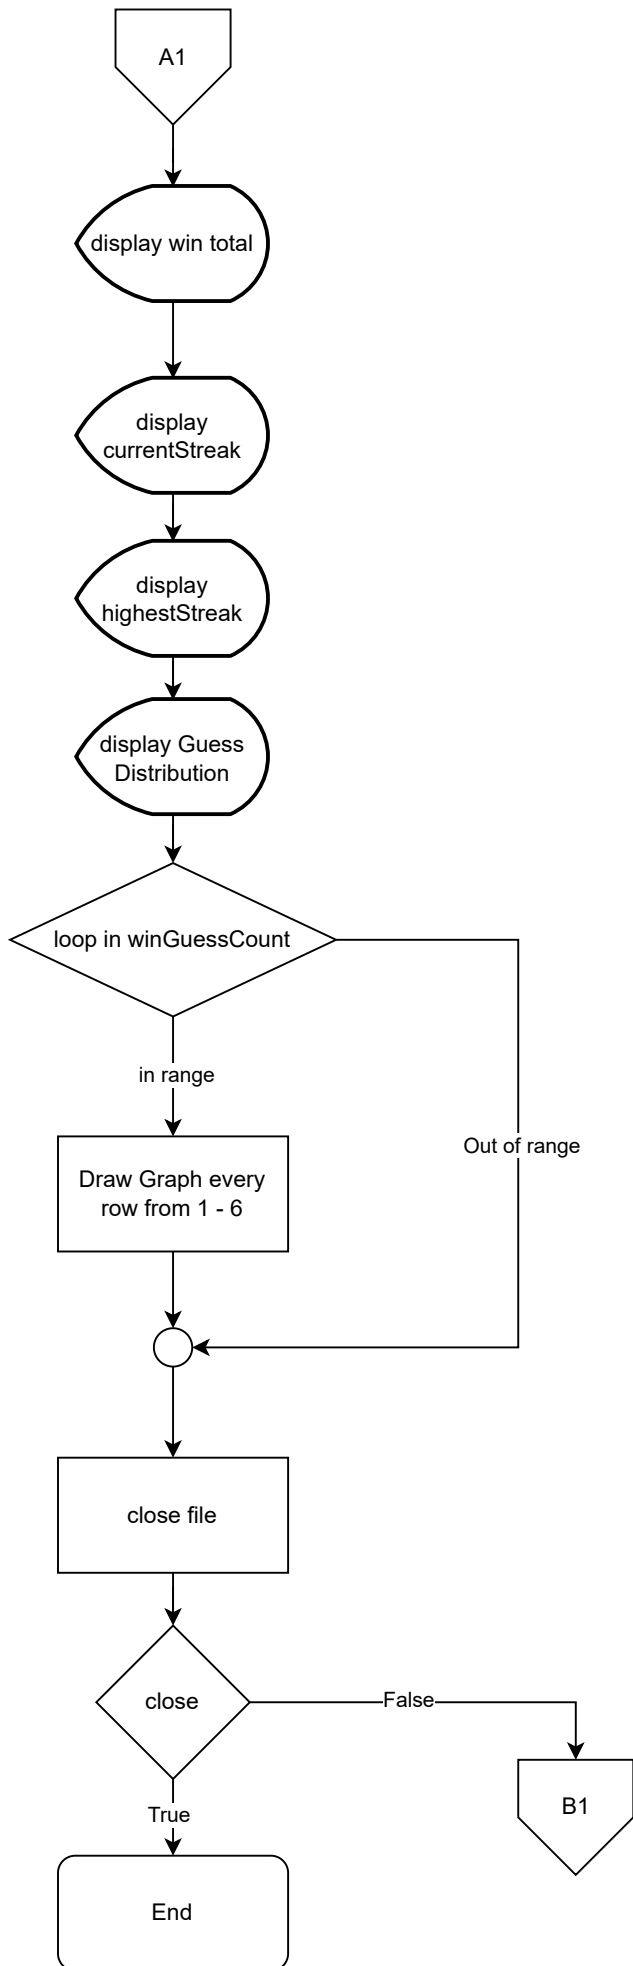 A1
display win total
display
currentStreak
display
highestStreak
display Guess
Distribution
loop in winGuessCount
in range
Out of range
Draw Graph every
row from 1 - 6
close file
close
False
B1
True
End